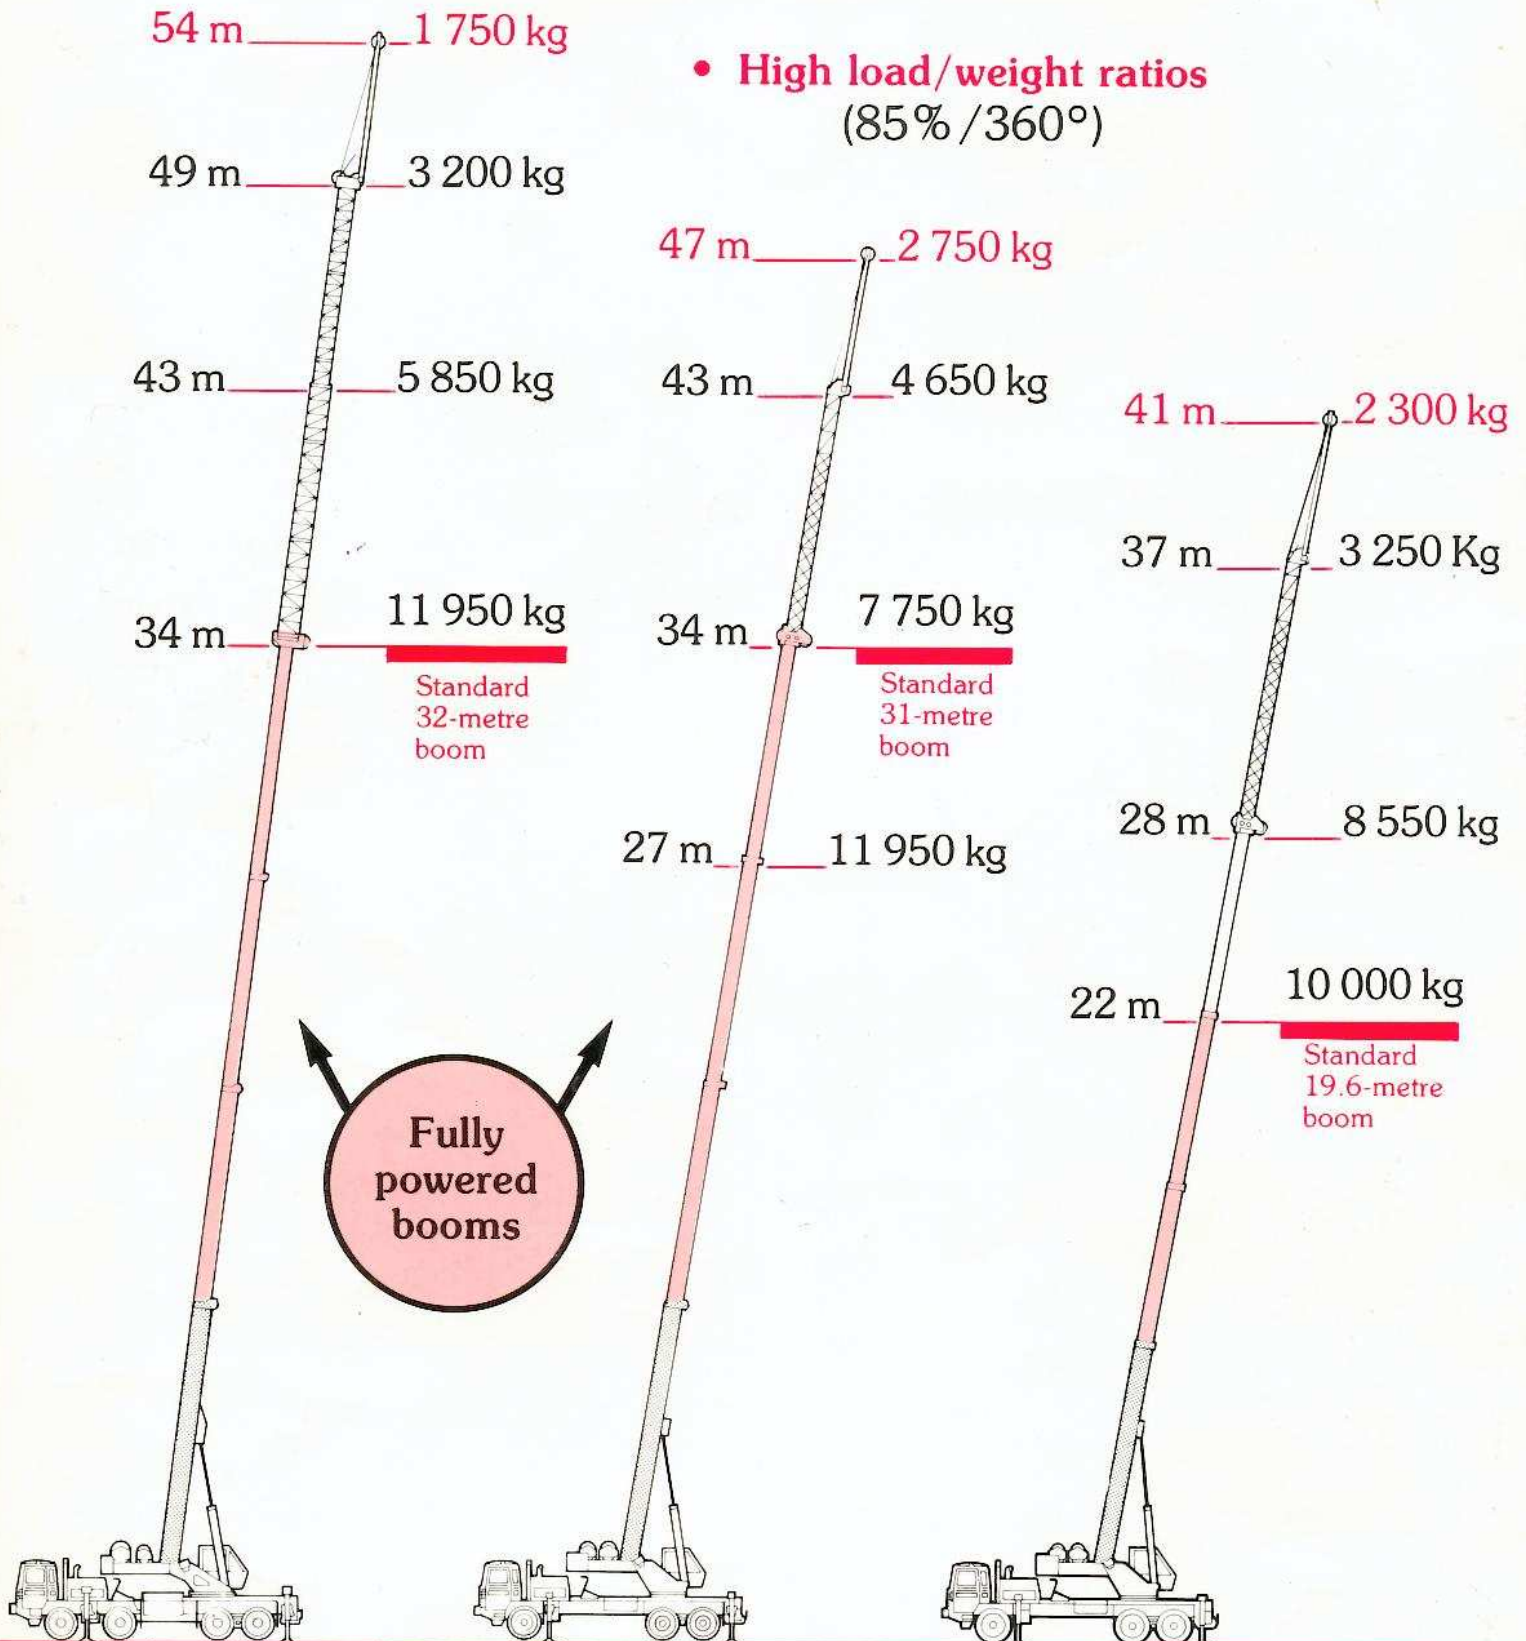 • High load/weight ratios
(85% /360°)
54 m 1 750 kg
49 m 3 200 kg
43 m 5 850 kg
34 m 11 950 kg
Standard
32-metre
boom
47 m 2 750 kg
43 m 4 650 kg
34 m 7 750 kg
Standard
31-metre
boom
27 m 11 950 kg
41 m 2 300 kg
37 m 3 250 Kg
28 m 8 550 kg
22 m 10 000 kg
Standard
19.6-metre
boom
Fully
powered
booms